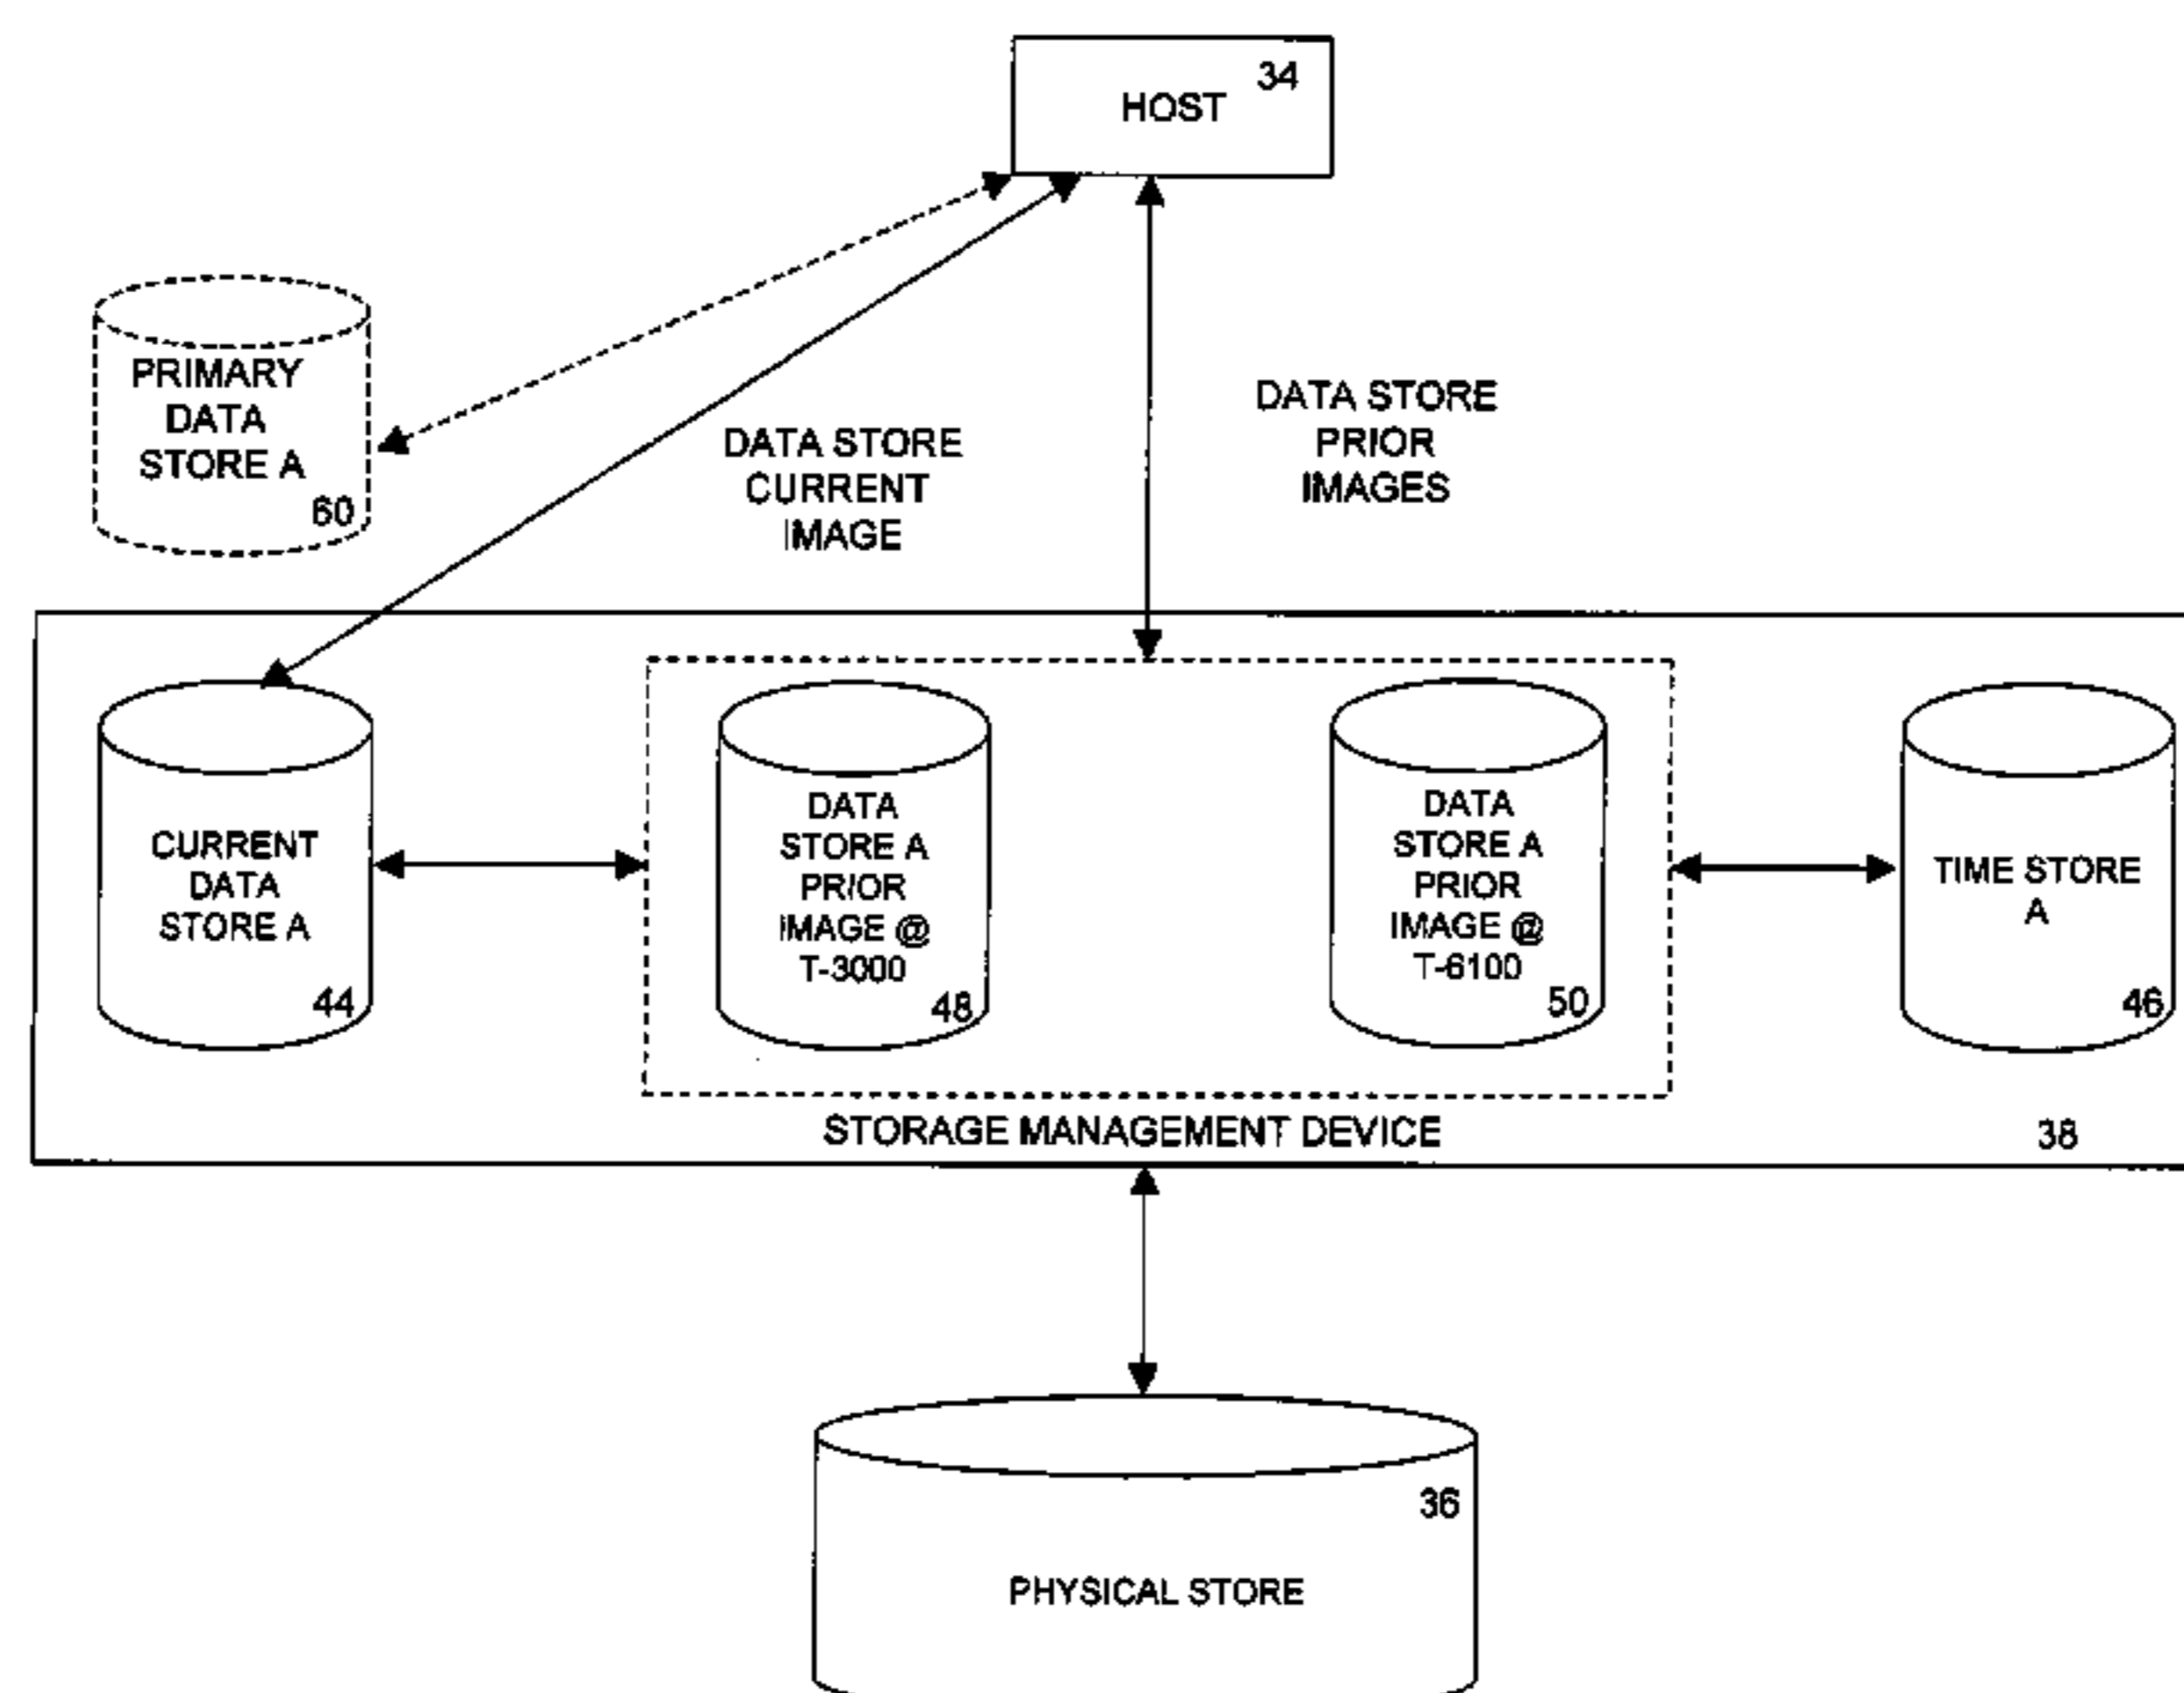 34
HOST
PRIMARY
DATA
STORE A
60
DATA STORE
CURRENT
IMAGE
DATA STORE
PRIOR
IMAGES
CURRENT
DATA
STORE A
44
DATA
STORE A
PRIOR
IMAGE @
T-3000
48
DATA
STORE A
PRIOR
IMAGE @
T-6100
50
TIME STORE
A
46
STORAGE MANAGEMENT DEVICE
38
36
PHYSICAL STORE